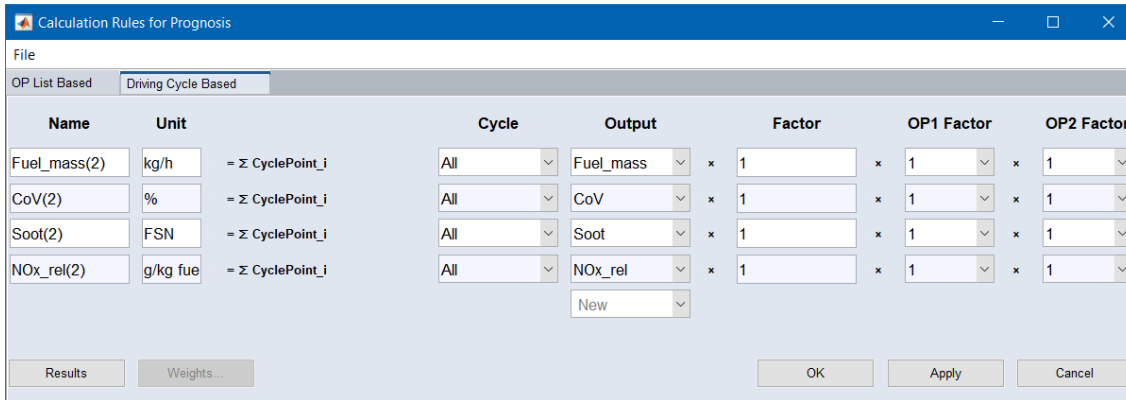 Calculation Rules for Prognosis
File
OP List Based Driving Cycle Based
Name Unit Cycle Output Factor OP1 Factor OP2 Factor
Fuel_mass(2) kg/h = Σ CyclePoint_i All Fuel_mass × 1 × 1 × 1
CoV(2) % = Σ CyclePoint_i All CoV × 1 × 1 × 1
Soot(2) FSN = Σ CyclePoint_i All Soot × 1 × 1 × 1
NOx_rel(2) g/kg fue = Σ CyclePoint_i All NOx_rel × 1 × 1 × 1
New
Results Weights... OK Apply Cancel